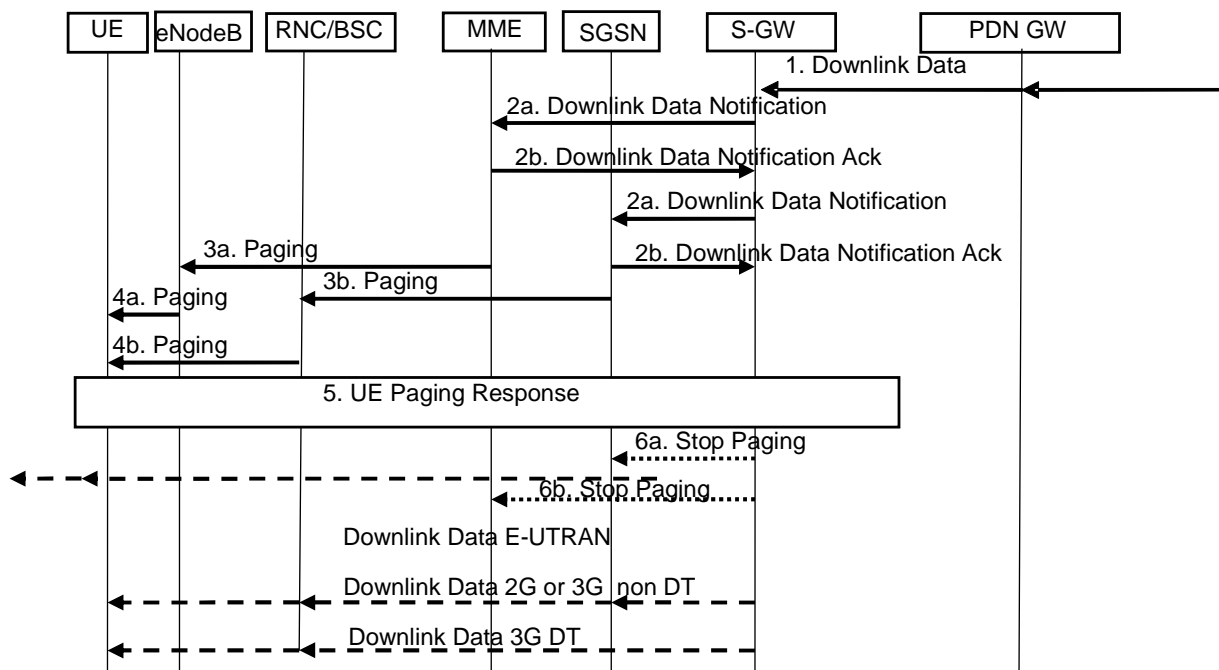 UE eNodeB RNC/BSC MME SGSN S-GW PDN GW
1. Downlink Data
2a. Downlink Data Notification
2b. Downlink Data Notification Ack
2a. Downlink Data Notification
3a. Paging 2b. Downlink Data Notification Ack
3b. Paging
4a. Paging
4b. Paging
5. UE Paging Response
6a. Stop Paging
6b. Stop Paging
Downlink Data E-UTRAN
Downlink Data 2G or 3G non DT
Downlink Data 3G DT